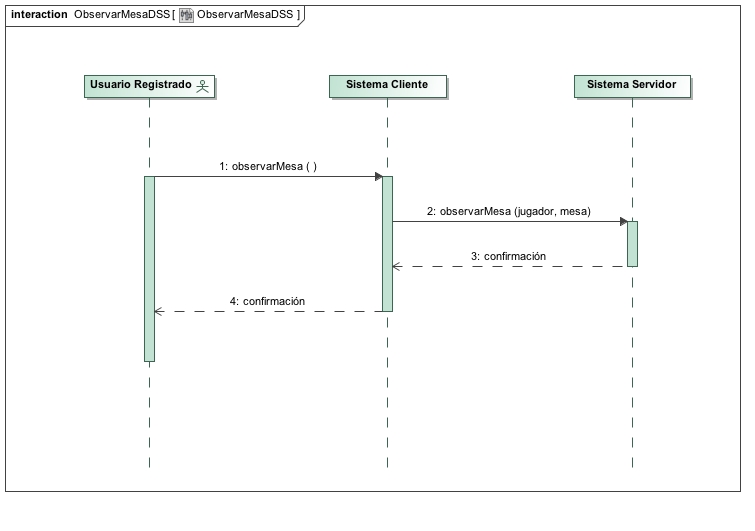 interaction ObservarMesaDSS[ ObservarMesaDSS ]
Usuario Registrado
Sistema Cliente
Sistema Servidor
1: observarMesa ( )
2: observarMesa (jugador, mesa)
3: confirmación
4: confirmación